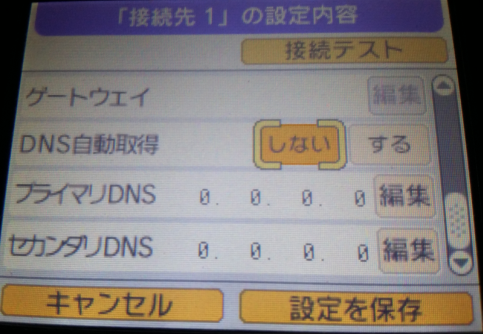 「接続先 1」の設定内容
接続テスト
ゲートウェイ 編集
DNS自動取得 しない する
プライマリDNS 0. 0. 0. 0 編集
セカンダリDNS 0. 0. 0. 0 編集
キャンセル 設定を保存